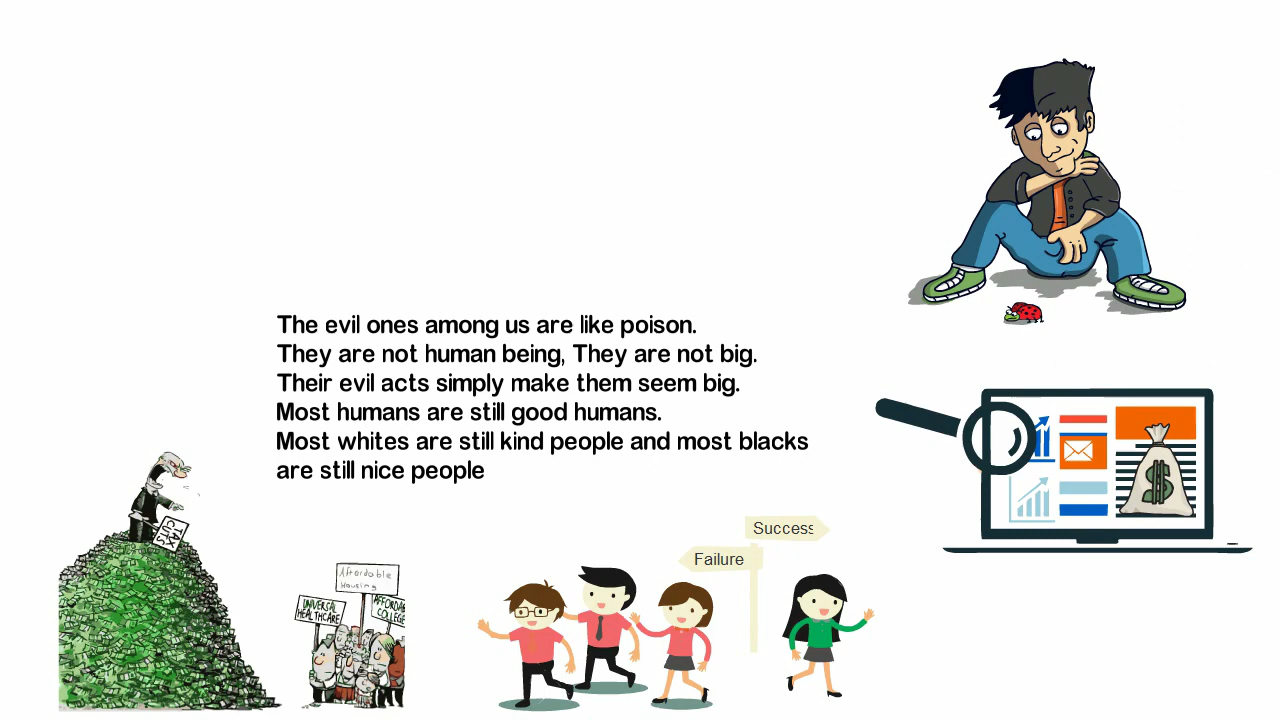 The evil ones among us are like poison.
They are not human being, They are not big.
Their evil acts simply make them seem big.
Most humans are still good humans.
Most whites are still kind people and most blacks
are still nice people
TAX
CUTS
Affordable
Housing
UNIVERSAL
HEALTHCARE
AFFORDA
COLLEGE
Success
Failure